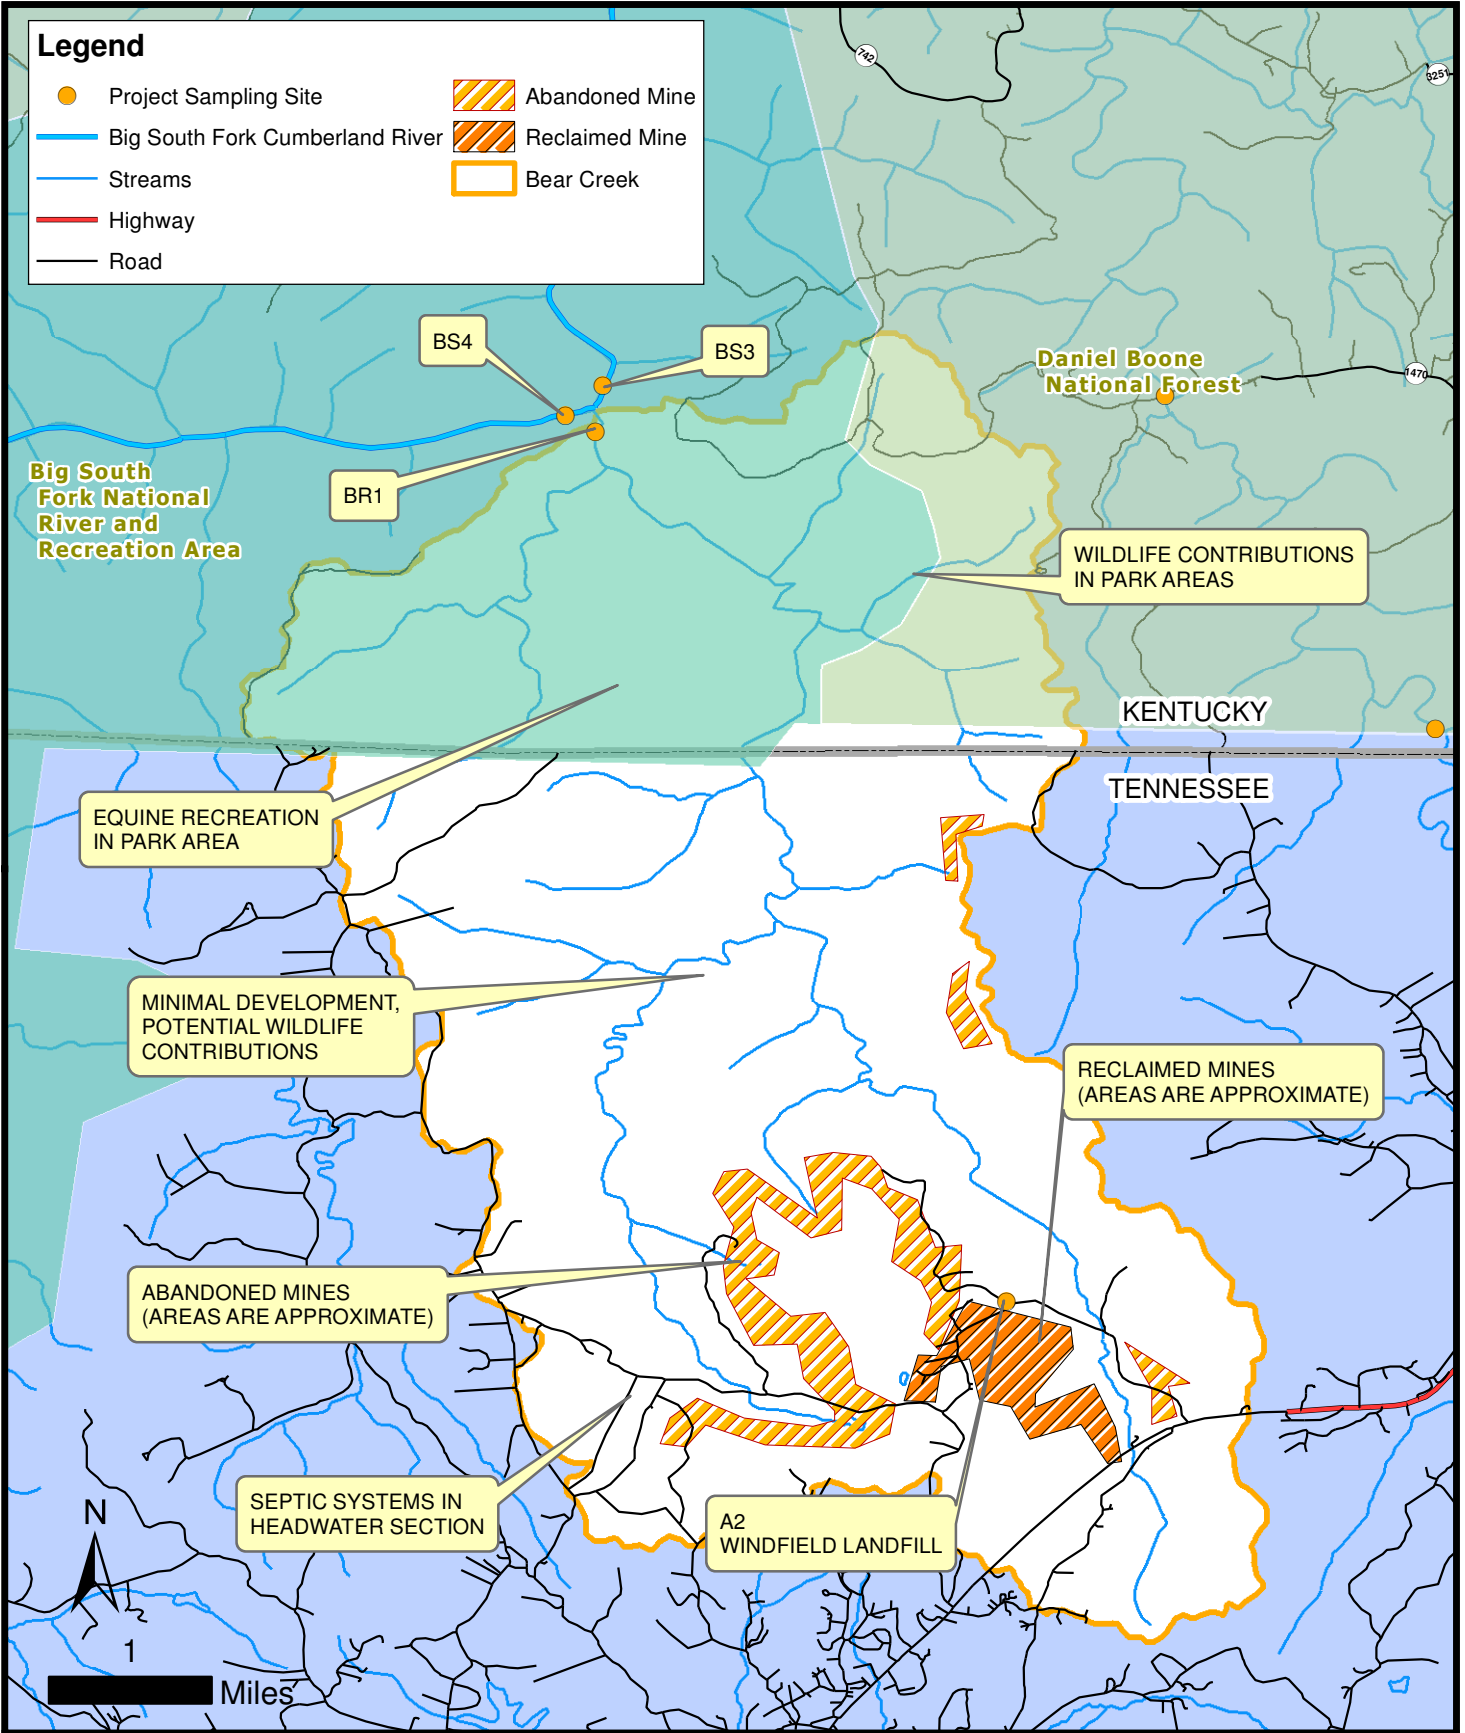 Legend
Project Sampling Site
Big South Fork Cumberland River
Streams
Highway
Road
Abandoned Mine
Reclaimed Mine
Bear Creek
742
3251
BS4
BS3
Daniel Boone
National Forest
1470
Big South
Fork National
River and
Recreation Area
BR1
WILDLIFE CONTRIBUTIONS
IN PARK AREAS
KENTUCKY
TENNESSEE
EQUINE RECREATION
IN PARK AREA
MINIMAL DEVELOPMENT,
POTENTIAL WILDLIFE
CONTRIBUTIONS
RECLAIMED MINES
(AREAS ARE APPROXIMATE)
ABANDONED MINES
(AREAS ARE APPROXIMATE)
SEPTIC SYSTEMS IN
HEADWATER SECTION
A2
WINDFIELD LANDFILL
N
1
Miles